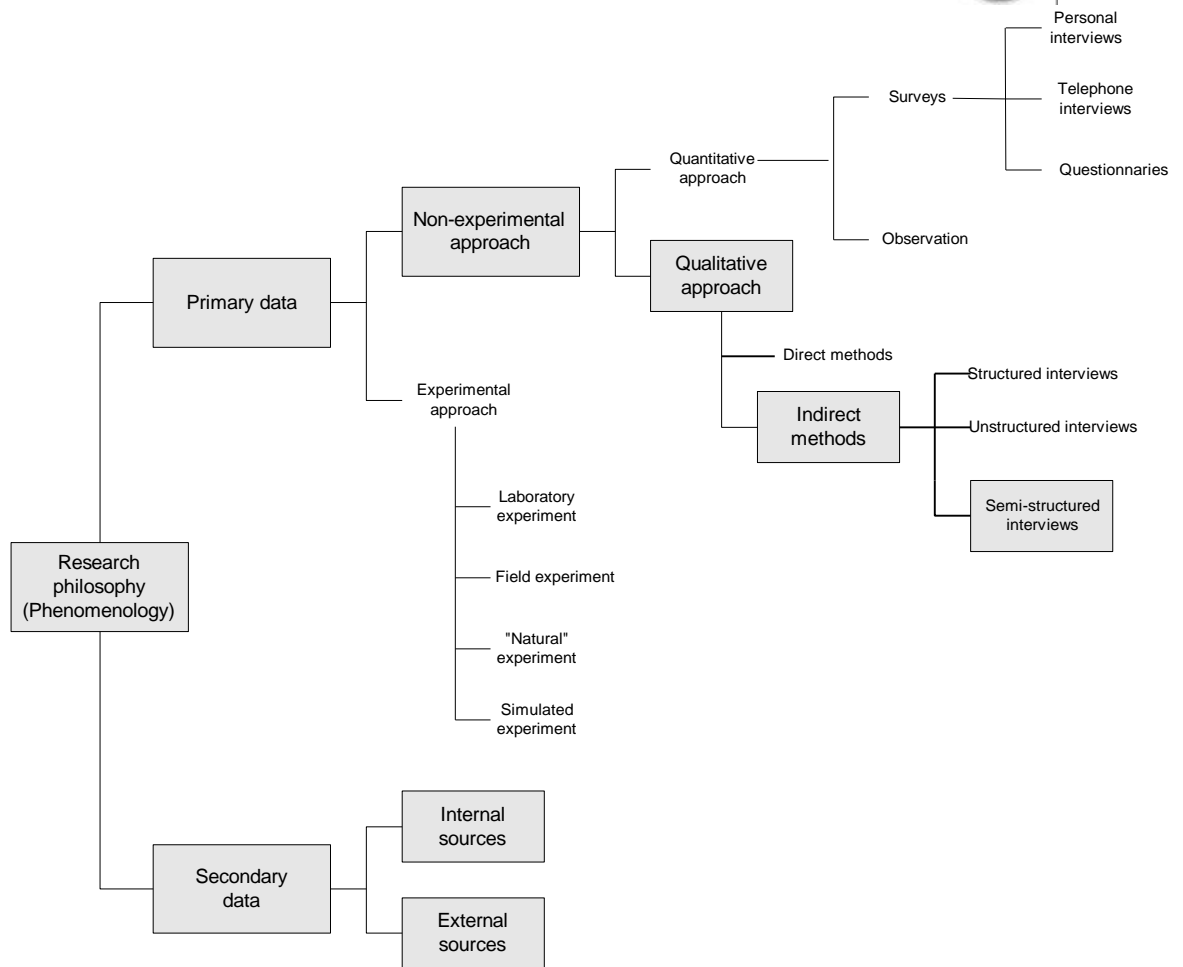 Personal
interviews
Surveys
Telephone
interviews
Quantitative
approach
Questionnaries
Non-experimental
approach
Observation
Qualitative
approach
Primary data
Direct methods
Structured interviews
Experimental
approach
Indirect
methods
Unstructured interviews
Laboratory
experiment
Semi-structured
interviews
Research
philosophy
(Phenomenology)
Field experiment
"Natural"
experiment
Simulated
experiment
Internal
sources
Secondary
data
External
sources